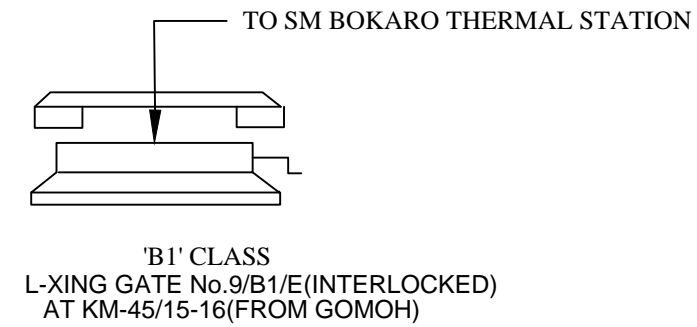 TO SM BOKARO THERMAL STATION
'B1' CLASS
L-XING GATE No.9/B1/E(INTERLOCKED)
AT KM-45/15-16(FROM GOMOH)